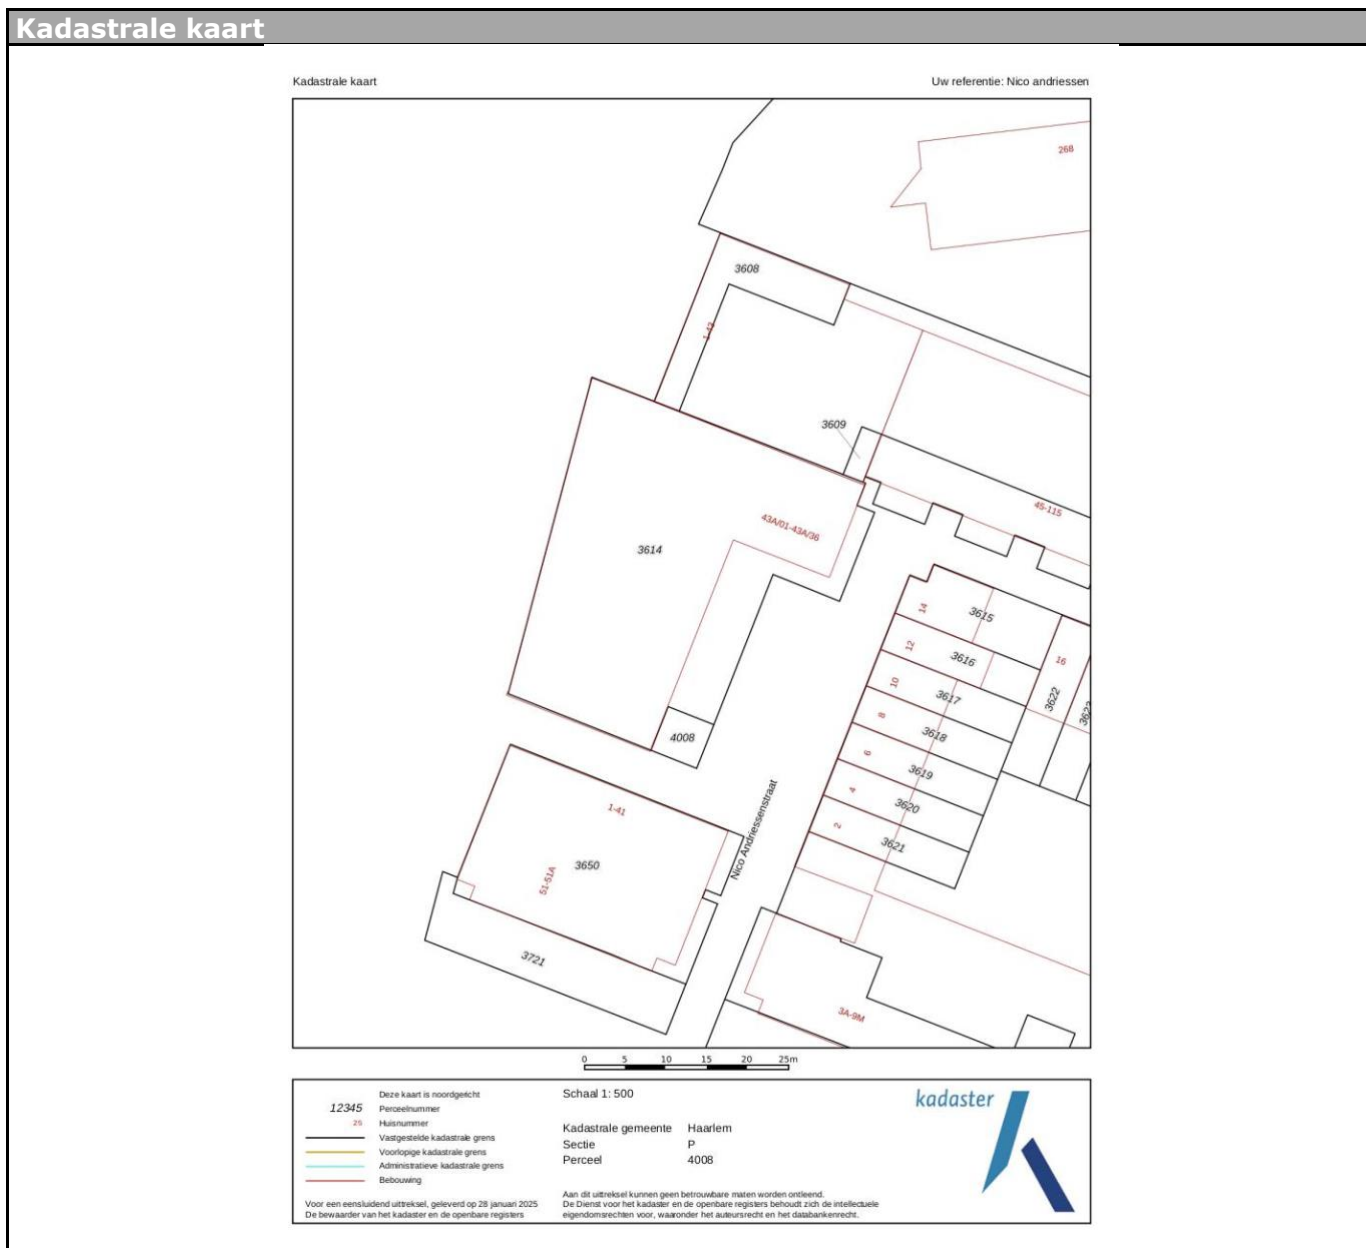 Kadastrale kaart
Kadastrale kaart
Uw referentie: Nico andriessen
268
3608
1-43
3609
45-115
43A/01-43A/36
3614
14
3615
12
3616
16
10
3617
3622
3623
8
3618
4008
6
3619
4
3620
2
3621
Nico Andriessenstraat
1-41
3650
51-51A
3721
3A-9M
0 5 10 15 20 25m
Deze kaart is noordgericht
12345 Perceelnummer
25 Huisnummer
Vastgestelde kadastrale grens
Voorlopige kadastrale grens
Administratieve kadastrale grens
Bebouwing
Voor een eensluidend uittreksel, geleverd op 28 januari 2025
De bewaarder van het kadaster en de openbare registers
Schaal 1: 500
Kadastrale gemeente Haarlem
Sectie P
Perceel 4008
Aan dit uittreksel kunnen geen betrouwbare maten worden ontleend.
De Dienst voor het kadaster en de openbare registers behoudt zich de intellectuele
eigendomsrechten voor, waaronder het auteursrecht en het databankenrecht.
kadaster